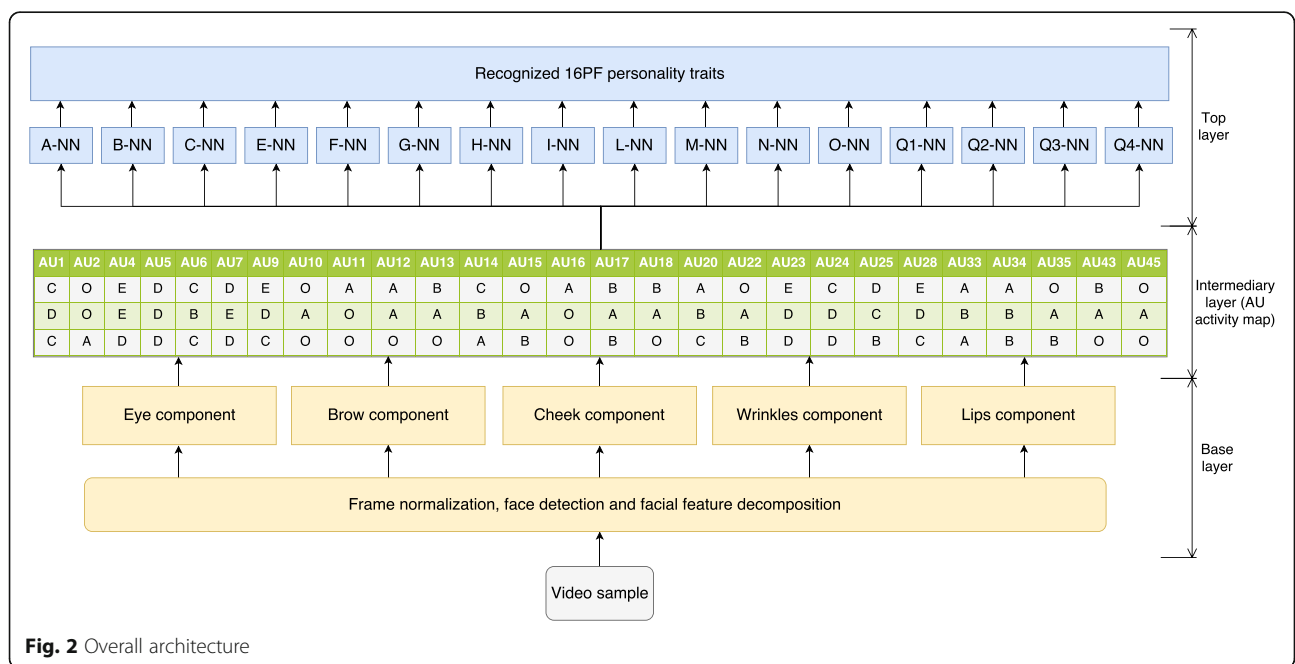 Recognized 16PF personality traits
A-NN B-NN C-NN E-NN F-NN G-NN H-NN I-NN L-NN M-NN N-NN O-NN Q1-NN Q2-NN Q3-NN Q4-NN
Top
layer
AU1 AU2 AU4 AU5 AU6 AU7 AU9 AU10 AU11 AU12 AU13 AU14 AU15 AU16 AU17 AU18 AU20 AU22 AU23 AU24 AU25 AU28 AU33 AU34 AU35 AU43 AU45
C O E D C D E O A A B C O A B B A O E C D E A A O B O
D O E D B E D A O A A B A O A A B A D D C D B B A A A
C A D D C D C O O O O A B O B O C B D D B C A B B O O
Intermediary
layer (AU
activity map)
Eye component Brow component Cheek component Wrinkles component Lips component
Base
layer
Frame normalization, face detection and facial feature decomposition
Video sample
Fig. 2 Overall architecture